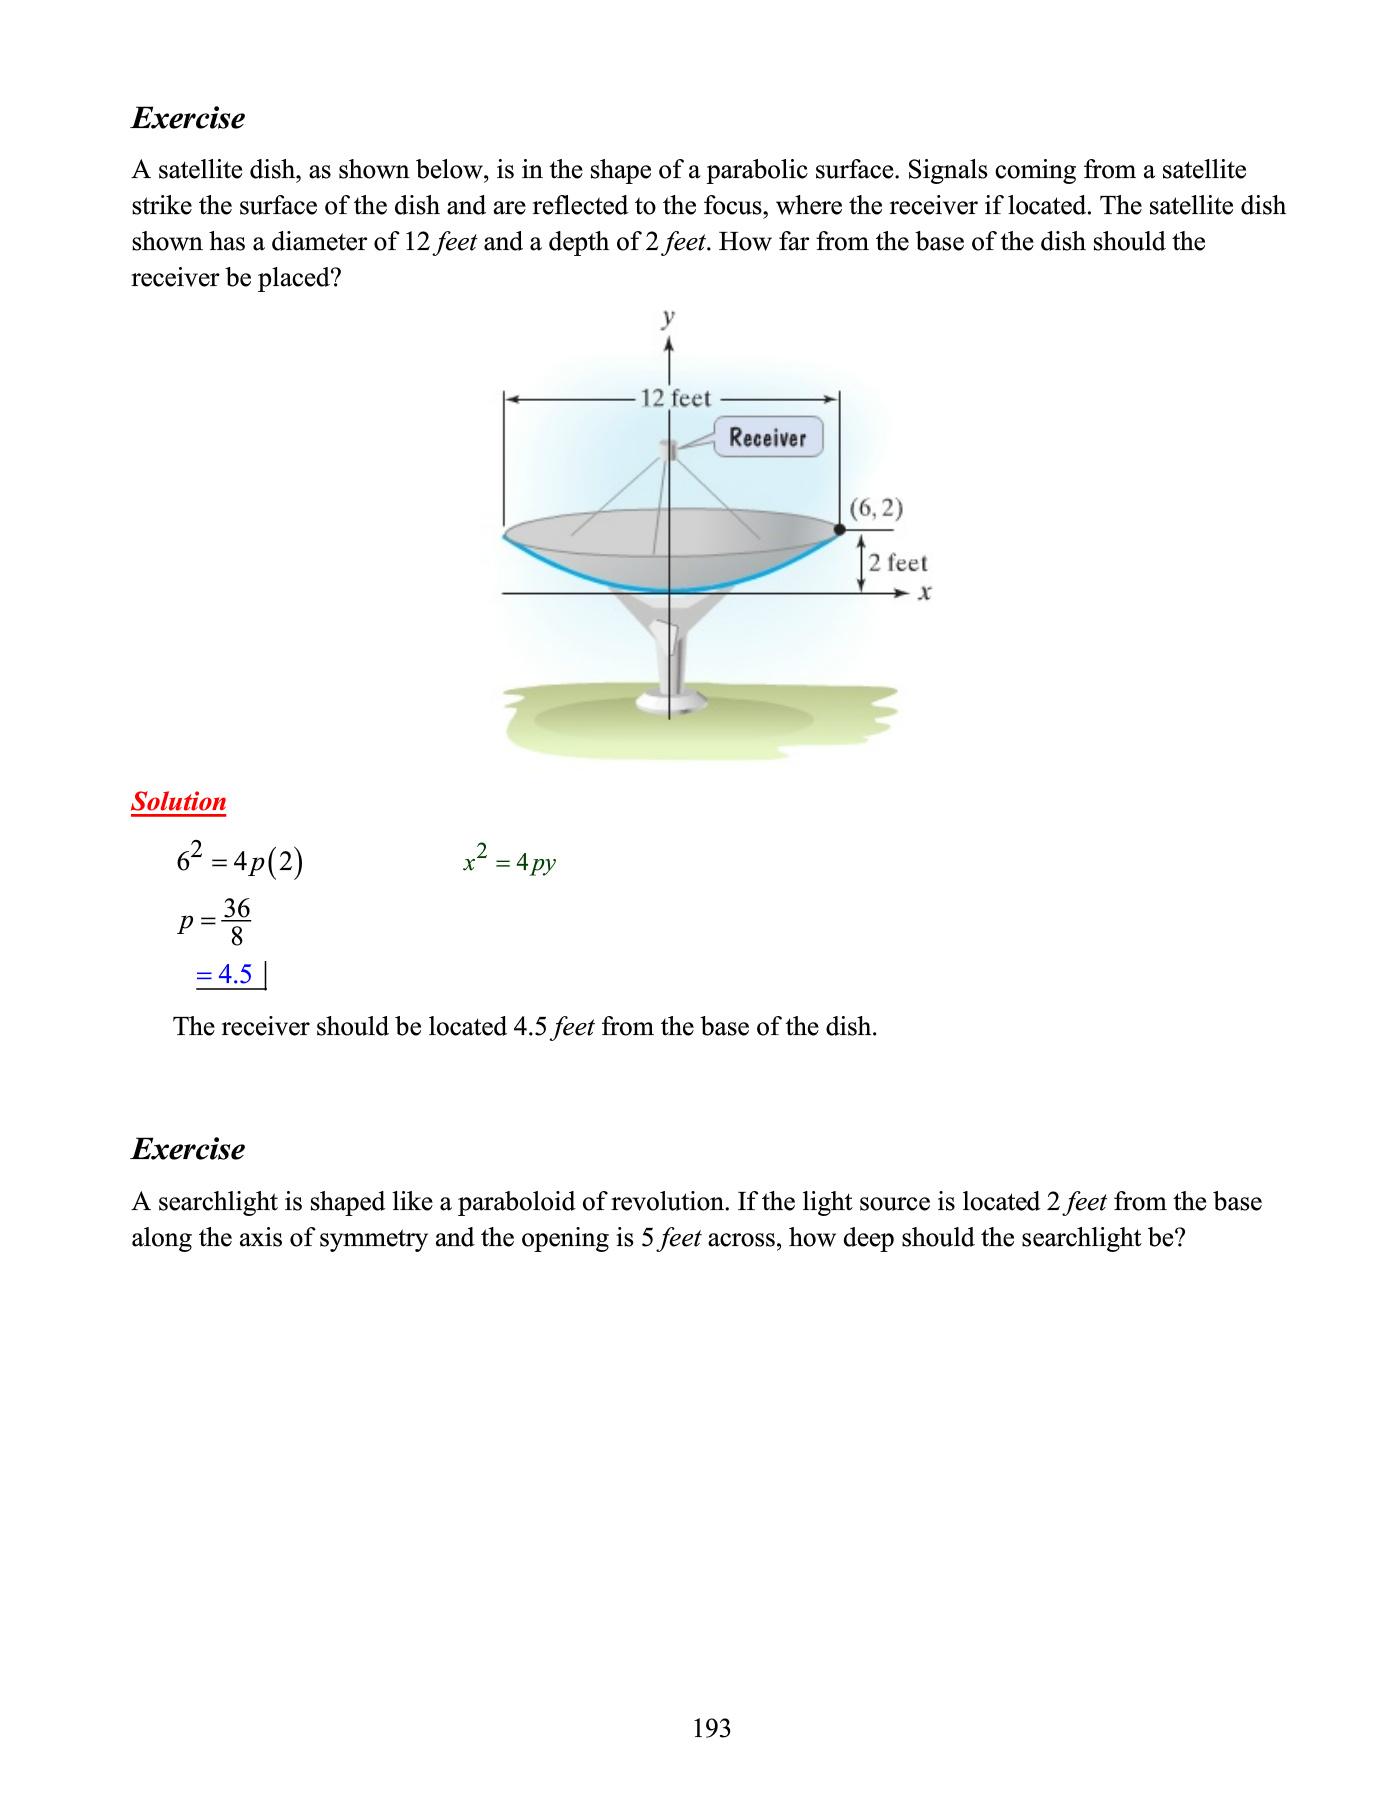 Exercise
A satellite dish, as shown below, is in the shape of a parabolic surface. Signals coming from a satellite
strike the surface of the dish and are reflected to the focus, where the receiver if located. The satellite dish
shown has a diameter of 12 feet and a depth of 2 feet. How far from the base of the dish should the
receiver be placed?
y
12 feet
Receiver
(6, 2)
2 feet
x
Solution
6² = 4p(2) x² = 4py
p = 36/8
= 4.5
The receiver should be located 4.5 feet from the base of the dish.
Exercise
A searchlight is shaped like a paraboloid of revolution. If the light source is located 2 feet from the base
along the axis of symmetry and the opening is 5 feet across, how deep should the searchlight be?
193